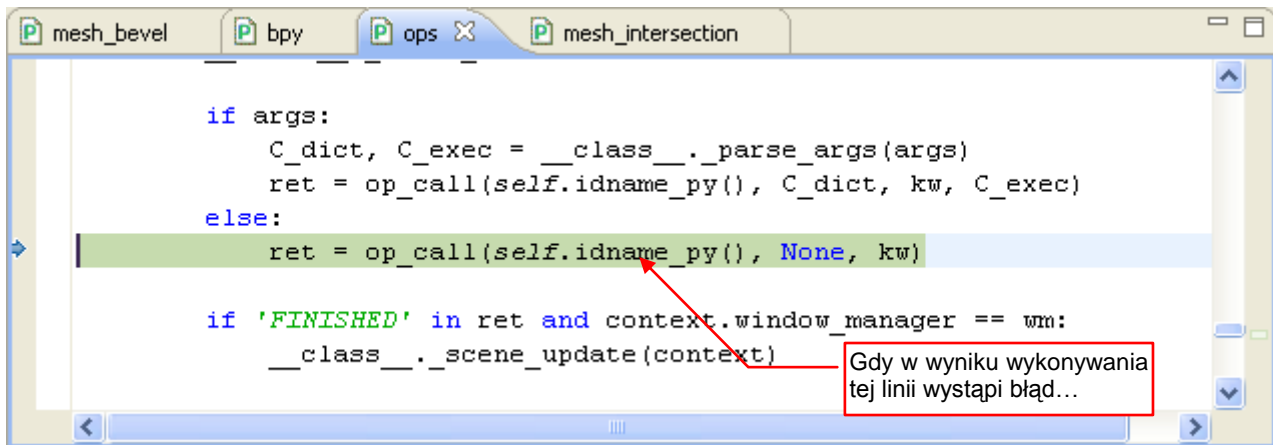 mesh_bevel bpy ops mesh_intersection
if args:
C_dict, C_exec = __class__._parse_args(args)
ret = op_call(self.idname_py(), C_dict, kw, C_exec)
else:
ret = op_call(self.idname_py(), None, kw)
if 'FINISHED' in ret and context.window_manager == wm:
__class__._scene_update(context)
Gdy w wyniku wykonywania
tej linii wystąpi błąd…